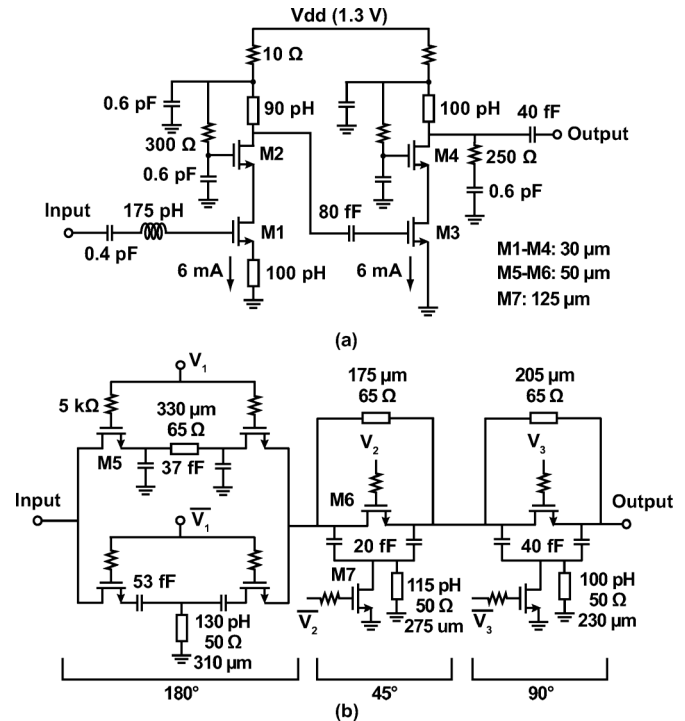 Vdd (1.3 V)
10 Ω
0.6 pF
90 pH
100 pH
40 fF
Output
300 Ω
M2
M4
250 Ω
0.6 pF
0.6 pF
Input
175 pH
80 fF
M1
M3
0.4 pF
6 mA
100 pH
6 mA
M1-M4: 30 µm
M5-M6: 50 µm
M7: 125 µm
(a)
V1
175 µm
65 Ω
205 µm
65 Ω
5 kΩ
330 µm
65 Ω
V2
V3
M5
37 fF
Input
M6
Output
V̅1
20 fF
40 fF
53 fF
M7
115 pH
50 Ω
275 um
100 pH
50 Ω
230 µm
130 pH
50 Ω
310 µm
V̅2
V̅3
180°
45°
90°
(b)